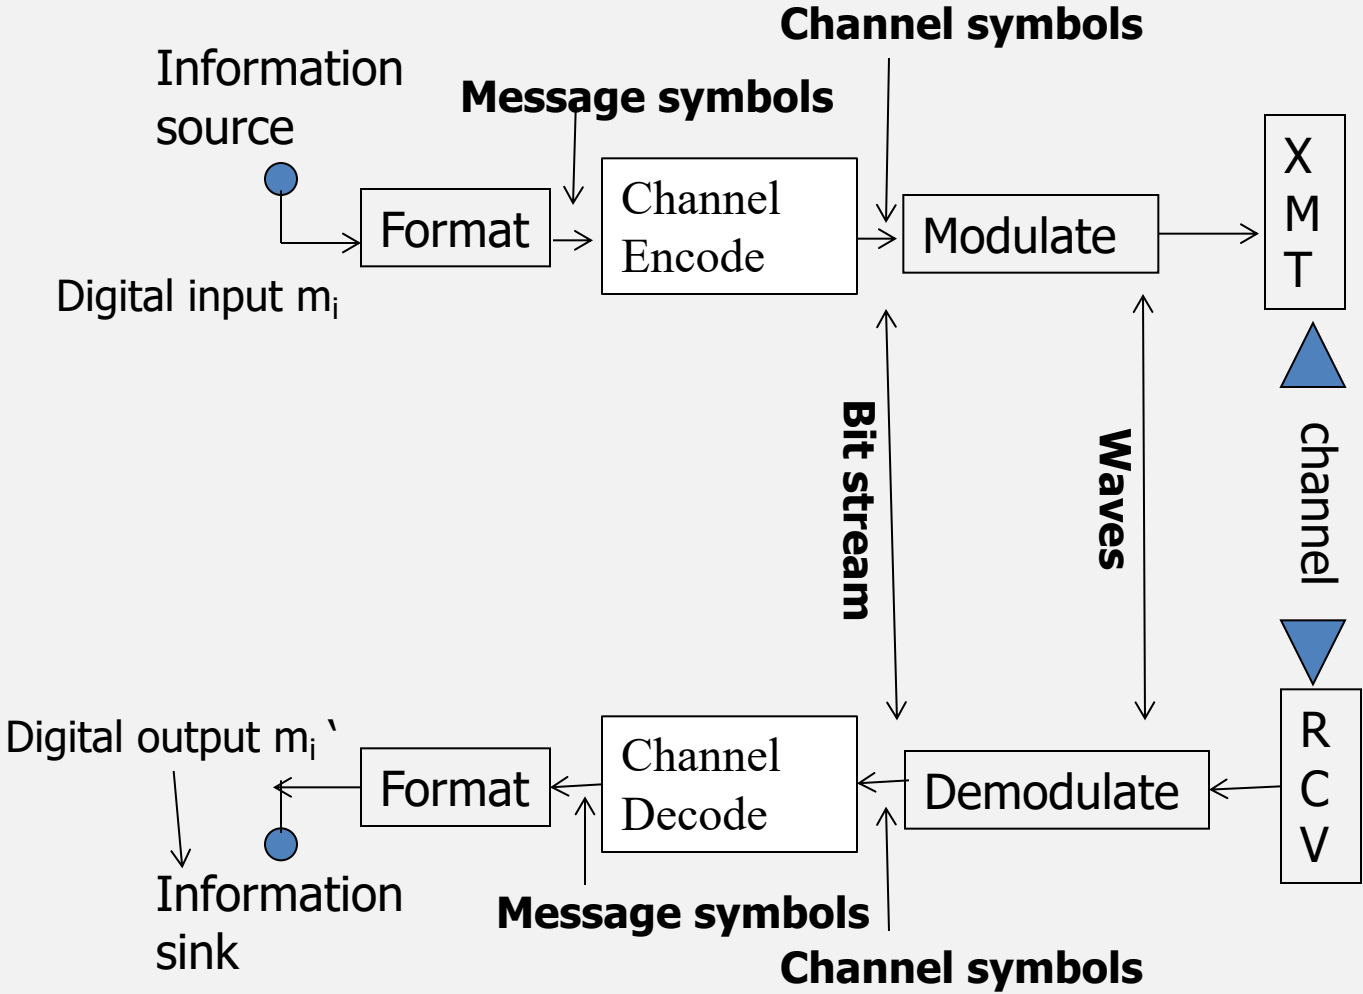 Channel symbols
Information
source
Message symbols
Channel
Encode
Format
Modulate
X
M
T
Digital input mi
Bit stream
Waves
channel
Digital output mi ‘
Format
Channel
Decode
Demodulate
R
C
V
Information
sink
Message symbols
Channel symbols